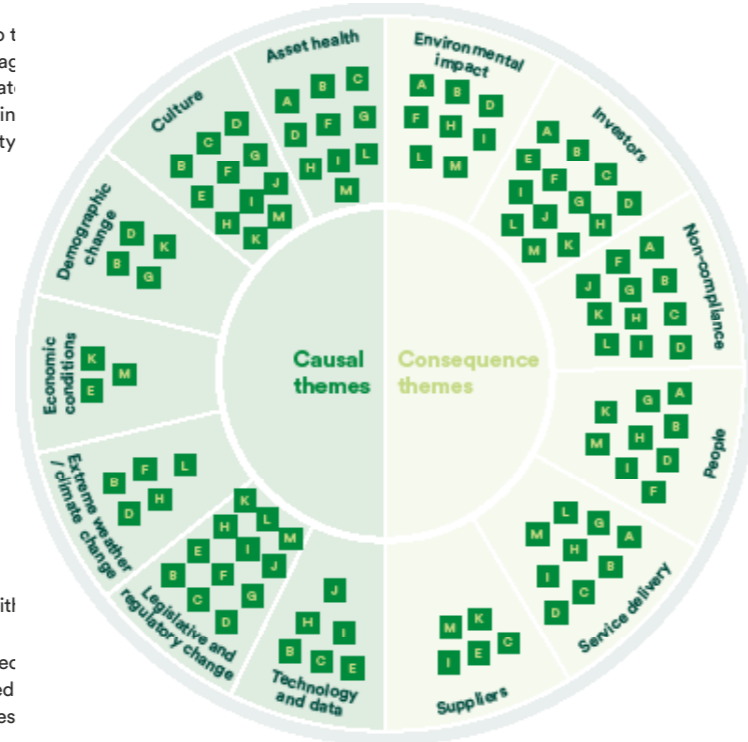 Asset health
B
C
A
D
F
G
H
I
L
M
Environmental
impact
A
B
D
F
H
I
L
M
Investors
A
B
E
C
F
I
G
D
J
L
H
K
M
Non-compliance
A
F
B
J
G
K
H
C
L
I
D
People
A
G
K
B
H
M
D
I
F
Service delivery
L
G
M
A
H
B
I
C
D
Suppliers
K
M
C
E
I
Technology
and data
J
H
I
B
C
E
Legislative and
regulatory change
K
L
H
M
E
I
J
B
F
C
G
D
Extreme weather
/ climate change
F
L
B
H
D
Economic
conditions
K
M
E
Demographic
change
D
K
B
G
Culture
D
C
G
B
F
J
E
I
M
H
K
Causal
themes
Consequence
themes